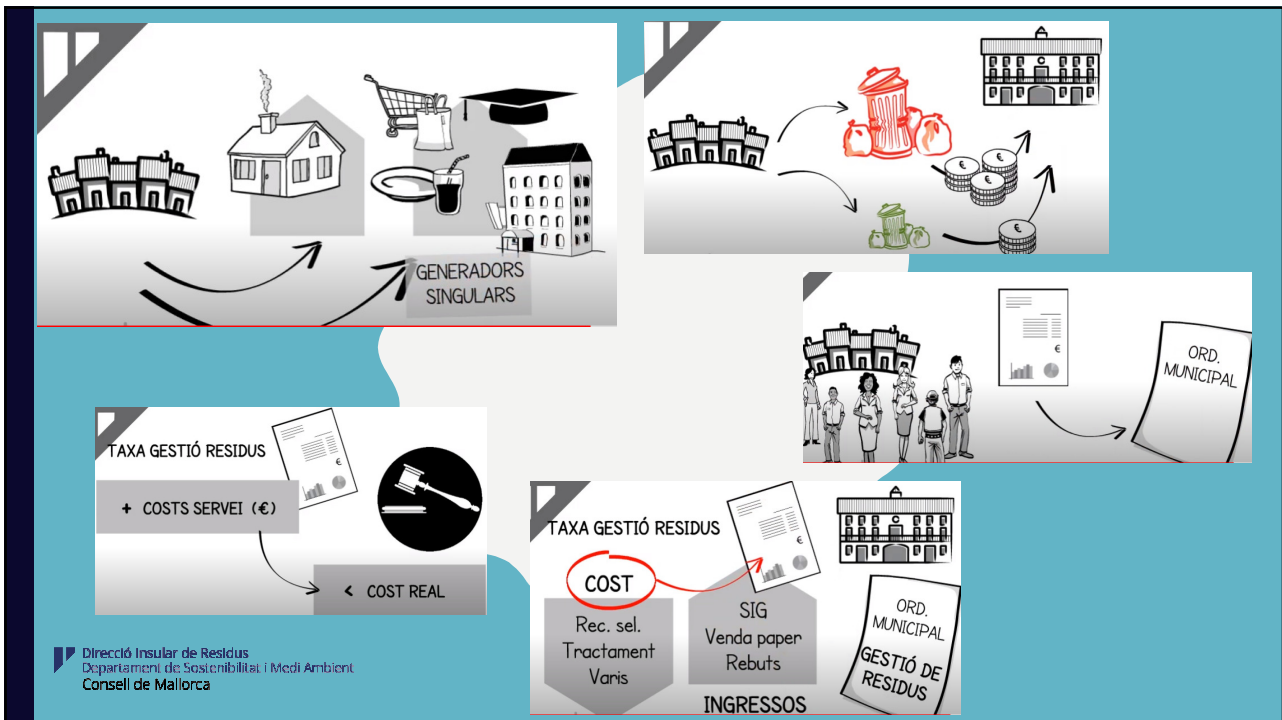 GENERADORS
SINGULARS
€
€
€
€
€
ORD.
MUNICIPAL
TAXA GESTIÓ RESIDUS
€
+ COSTS SERVEI (€)
< COST REAL
TAXA GESTIÓ RESIDUS
€
COST
Rec. sel.
Tractament
Varis
SIG
Venda paper
Rebuts
INGRESSOS
ORD.
MUNICIPAL
GESTIÓ DE
RESIDUS
Direcció Insular de Residus
Departament de Sostenibilitat i Medi Ambient
Consell de Mallorca